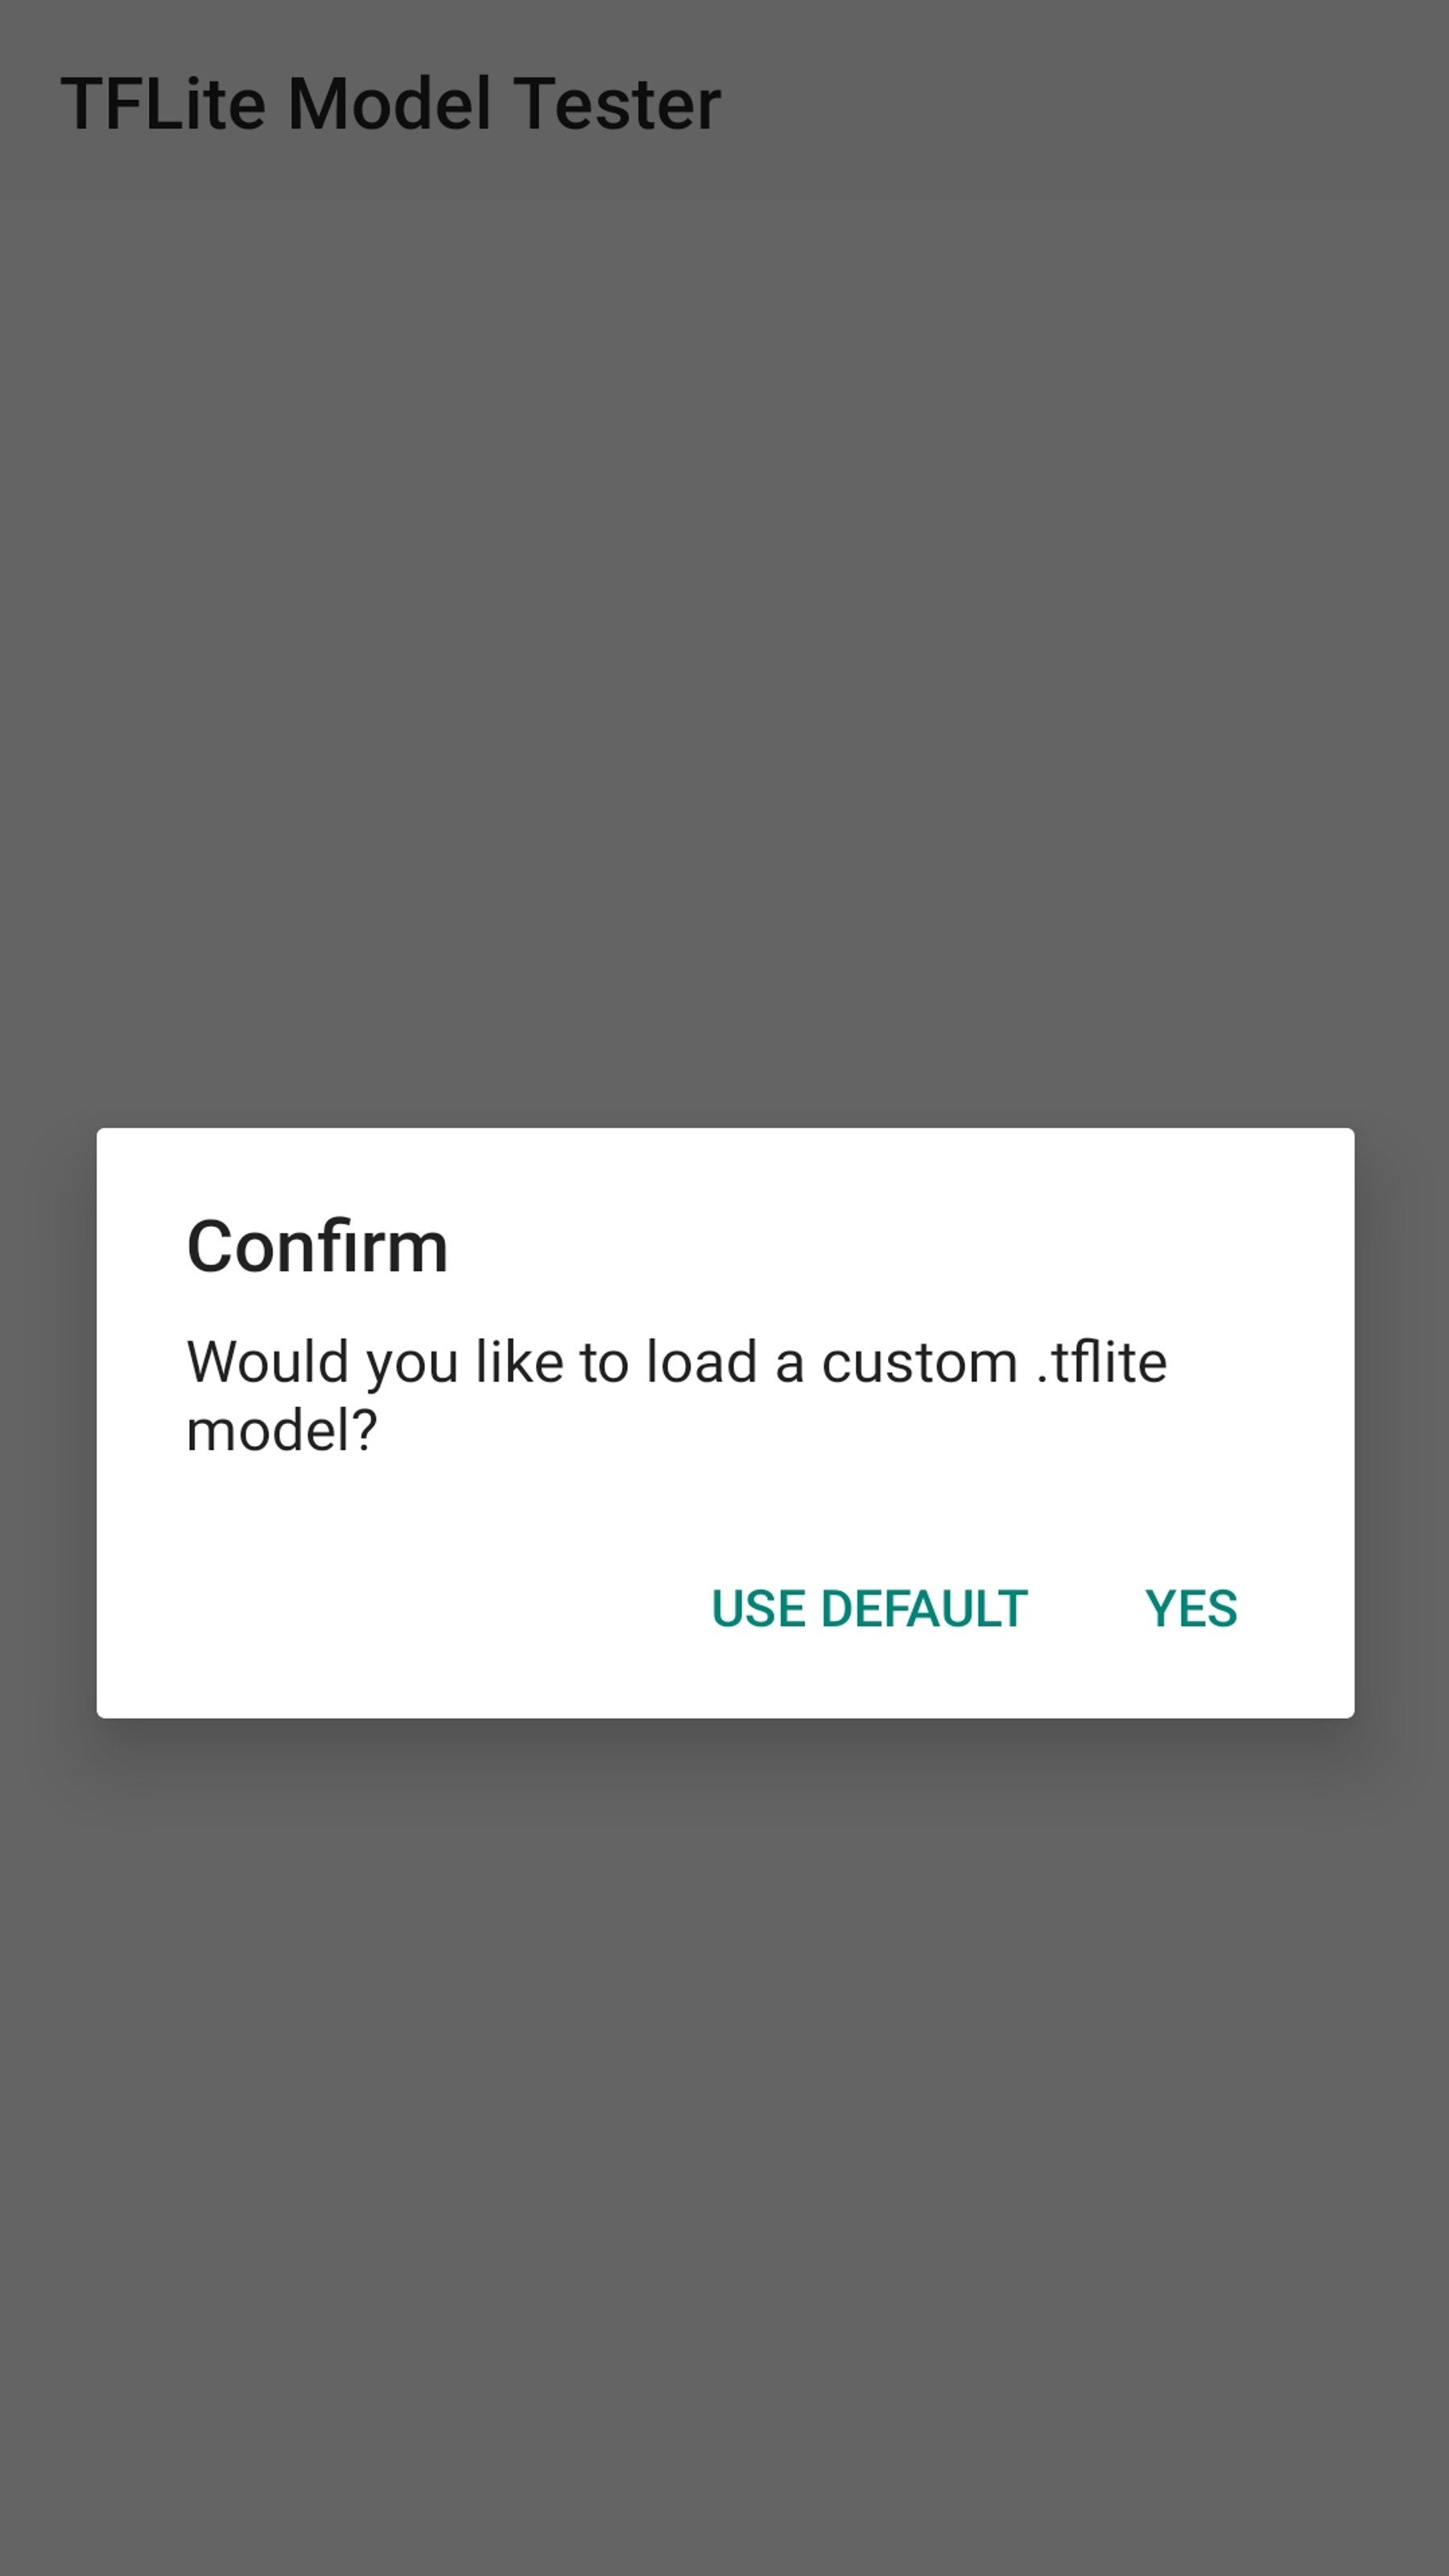 TFLite Model Tester
Confirm
Would you like to load a custom .tflite
model?
USE DEFAULT YES